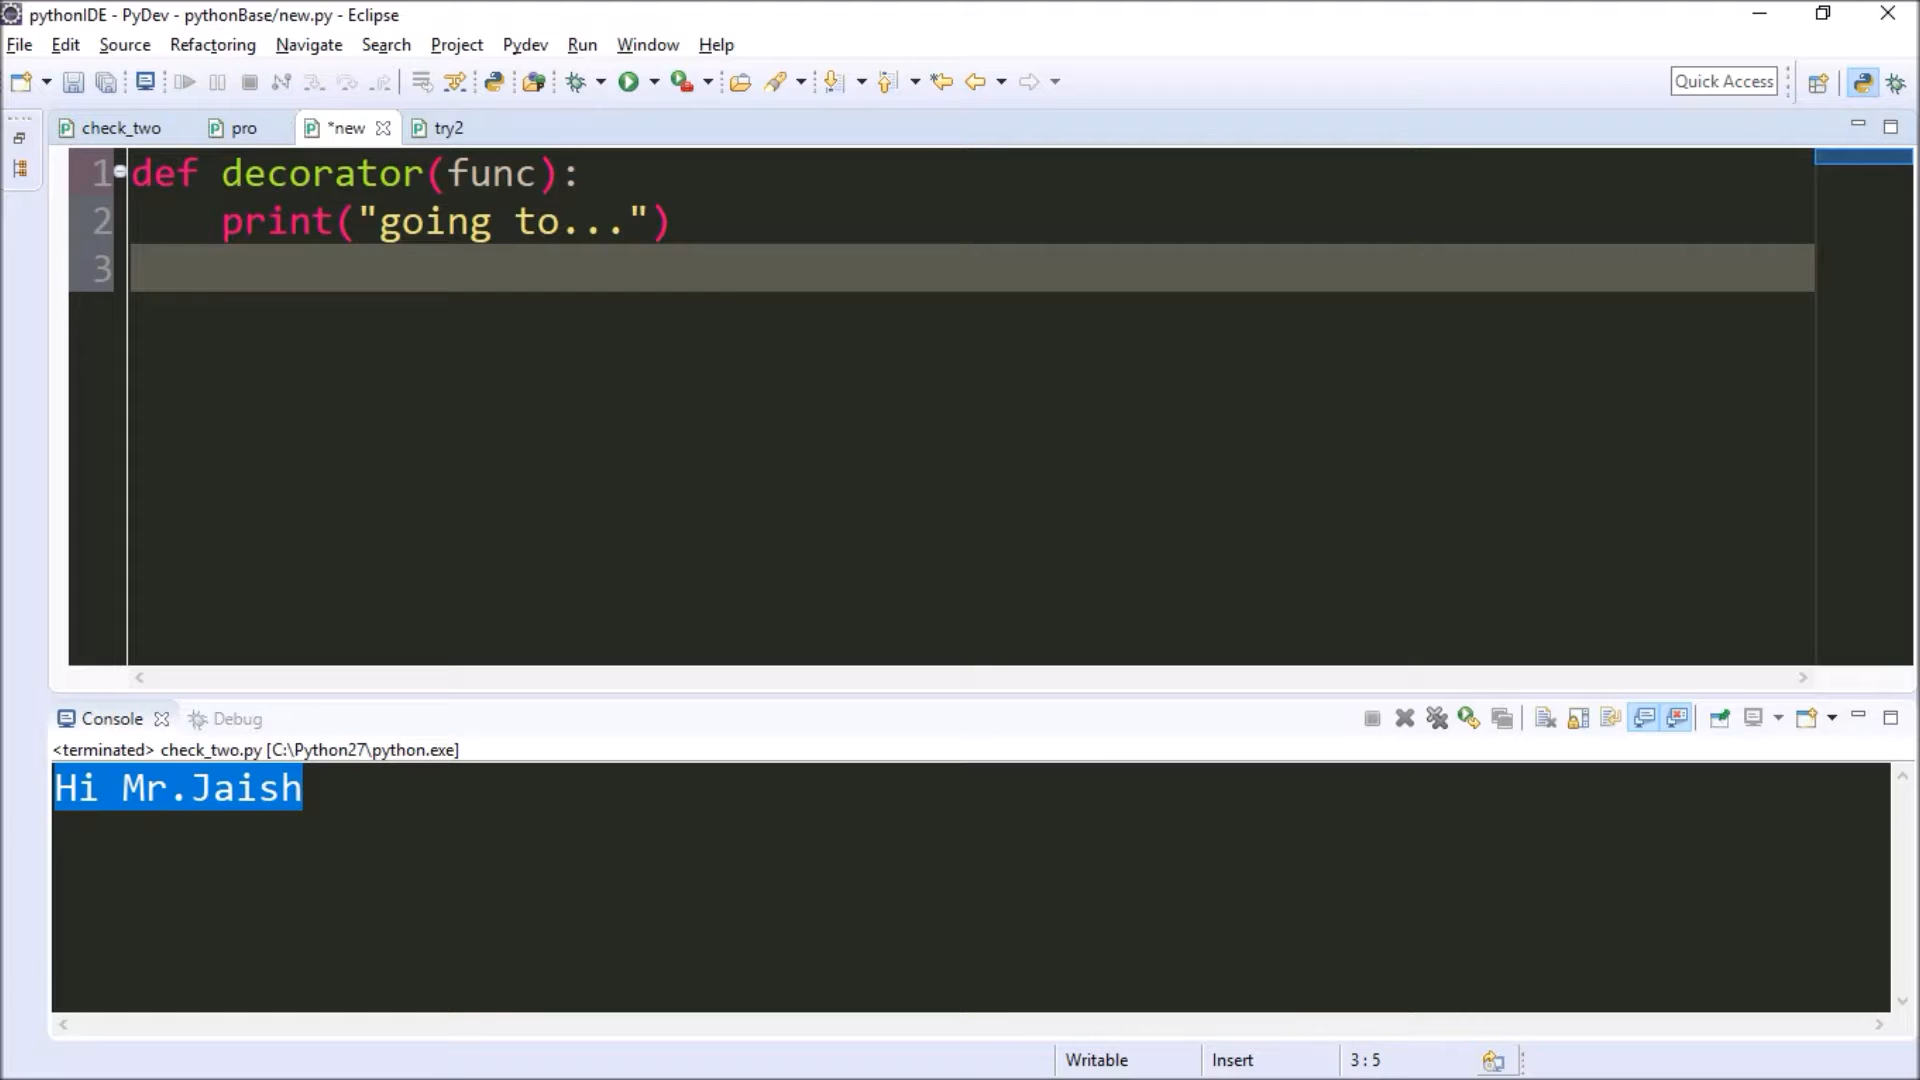 pythonIDE - PyDev - pythonBase/new.py - Eclipse
File Edit Source Refactoring Navigate Search Project Pydev Run Window Help
Quick Access
check_two pro *new try2
1 def decorator(func):
2 print("going to...")
3
Console Debug
<terminated> check_two.py [C:\Python27\python.exe]
Hi Mr.Jaish
Writable Insert 3 : 5